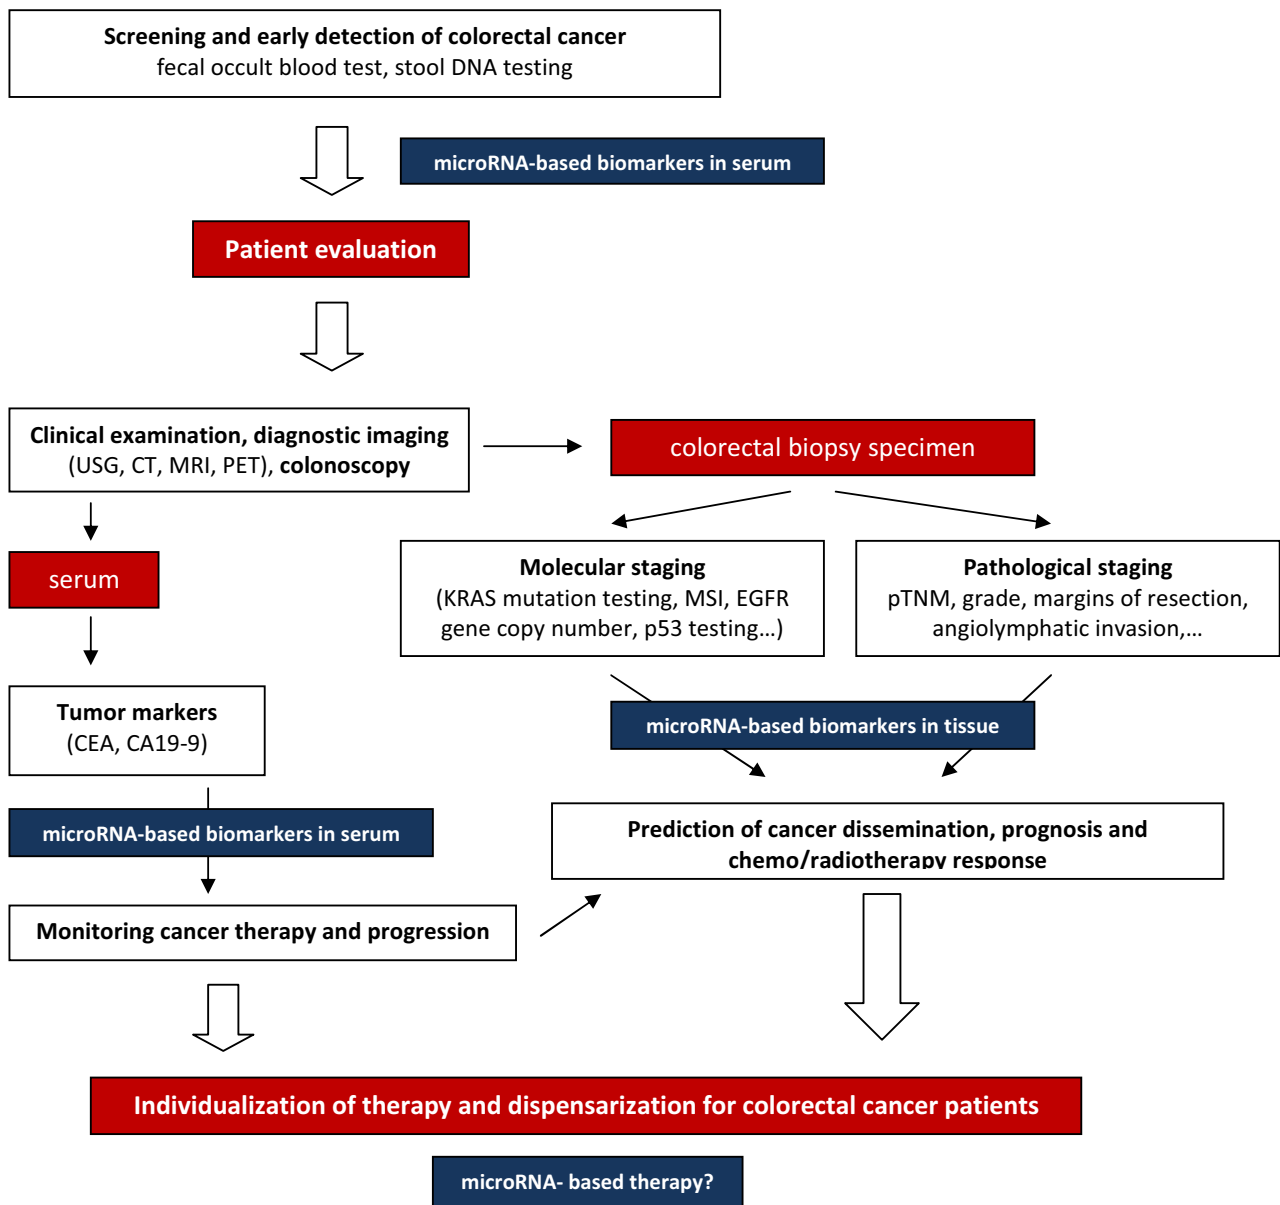 Screening and early detection of colorectal cancer
fecal occult blood test, stool DNA testing
microRNA-based biomarkers in serum
Patient evaluation
Clinical examination, diagnostic imaging
(USG, CT, MRI, PET), colonoscopy
colorectal biopsy specimen
serum
Molecular staging
(KRAS mutation testing, MSI, EGFR
gene copy number, p53 testing…)
Pathological staging
pTNM, grade, margins of resection,
angiolymphatic invasion,…
Tumor markers
(CEA, CA19-9)
microRNA-based biomarkers in tissue
microRNA-based biomarkers in serum
Prediction of cancer dissemination, prognosis and
chemo/radiotherapy response
Monitoring cancer therapy and progression
Individualization of therapy and dispensarization for colorectal cancer patients
microRNA- based therapy?